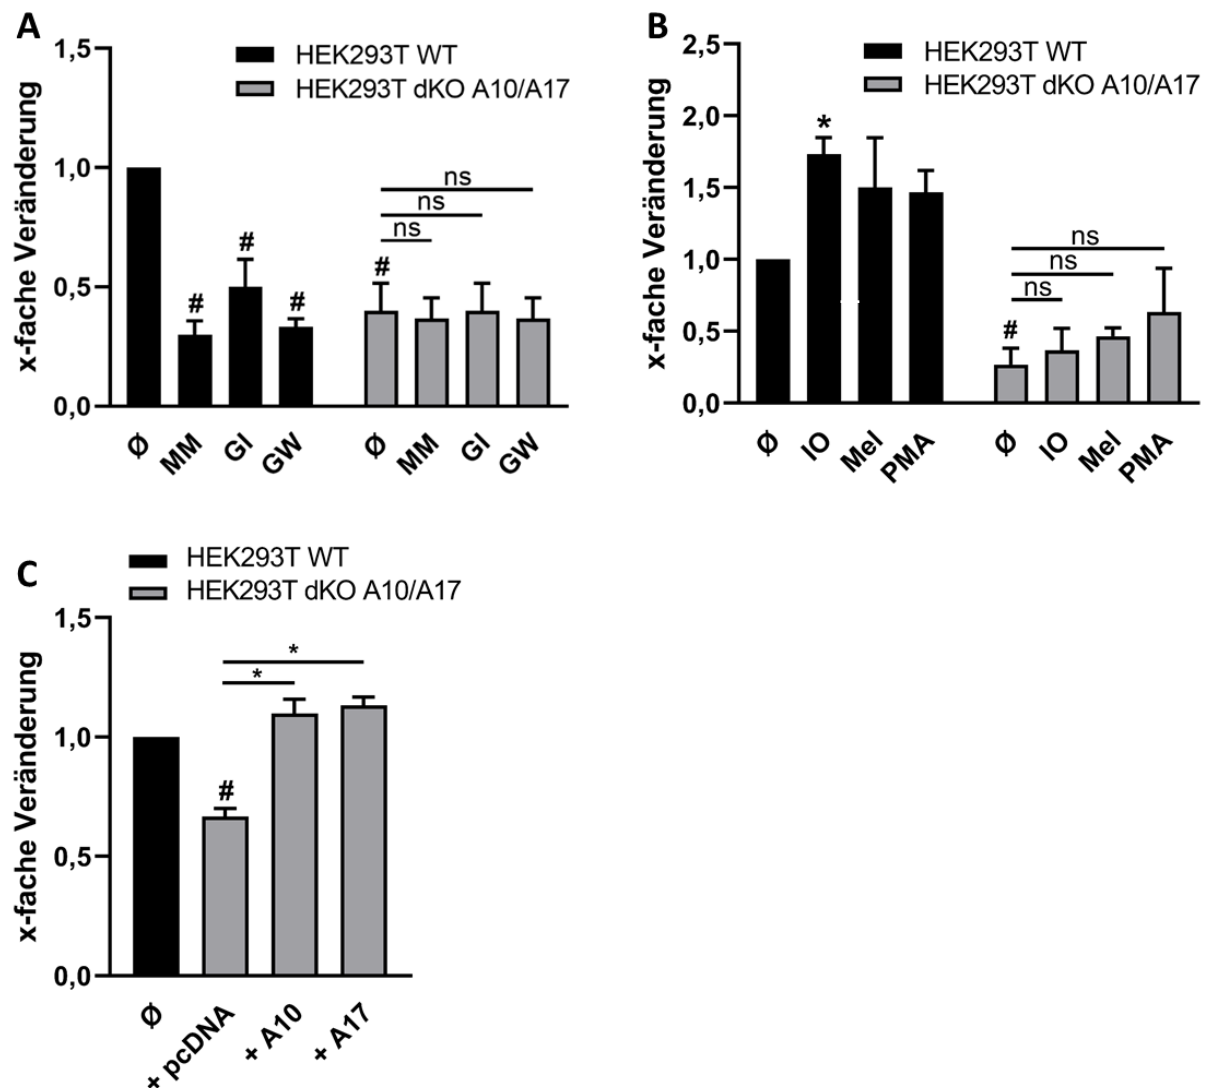 A
HEK293T WT
HEK293T dKO A10/A17
x-fache Veränderung
1,5
1,0
0,5
0,0
#
#
#
#
ns
ns
ns
Ø
MM
GI
GW
Ø
MM
GI
GW
B
HEK293T WT
HEK293T dKO A10/A17
x-fache Veränderung
2,5
2,0
1,5
1,0
0,5
0,0
*
#
ns
ns
ns
Ø
IO
Mel
PMA
Ø
IO
Mel
PMA
C
HEK293T WT
HEK293T dKO A10/A17
x-fache Veränderung
1,5
1,0
0,5
0,0
#
*
*
Ø
+ pcDNA
+ A10
+ A17